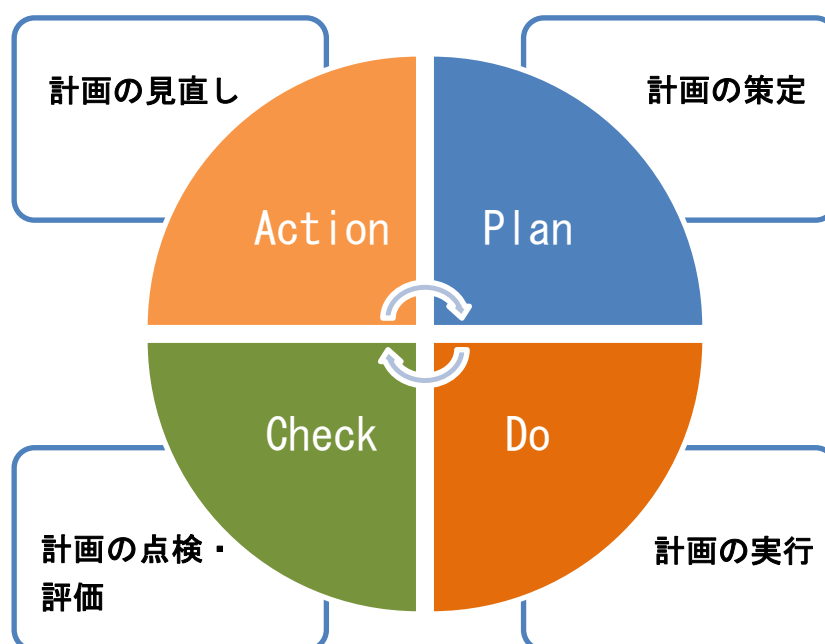 計画の見直し
計画の策定
Action
Plan
Check
Do
計画の点検・
評価
計画の実行